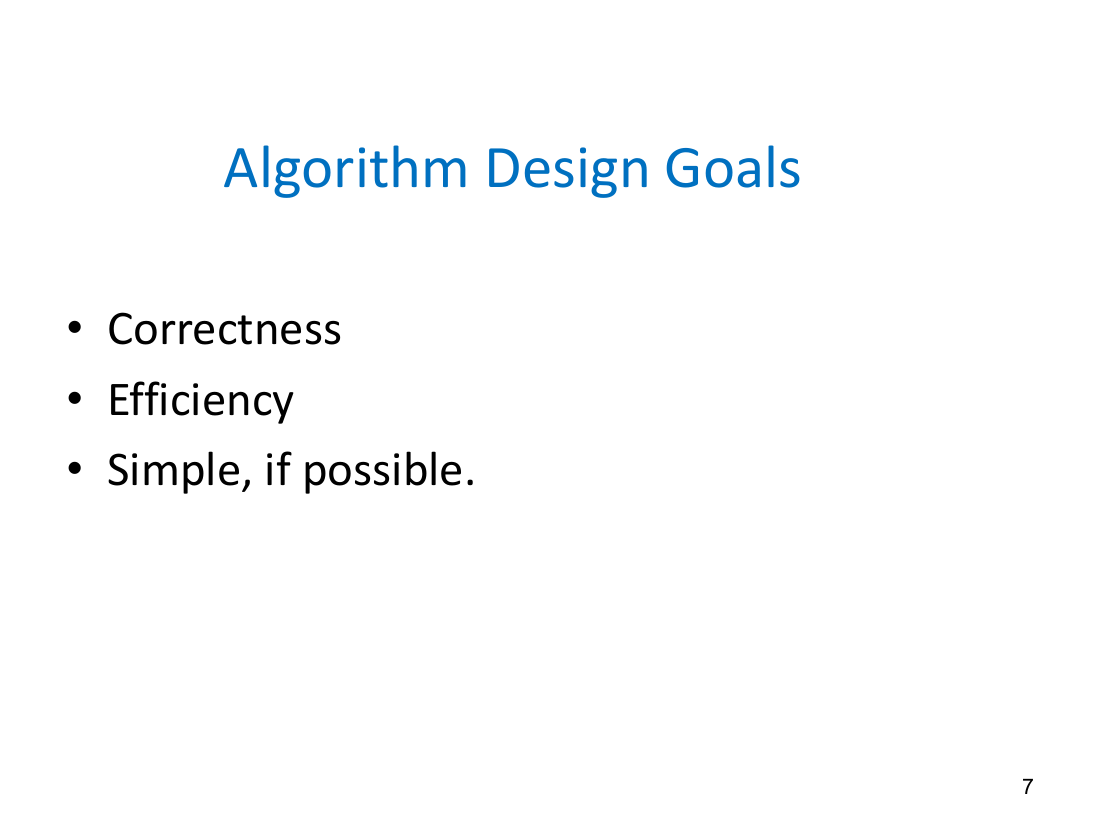 Algorithm Design Goals
• Correctness
• Efficiency
• Simple, if possible.
7